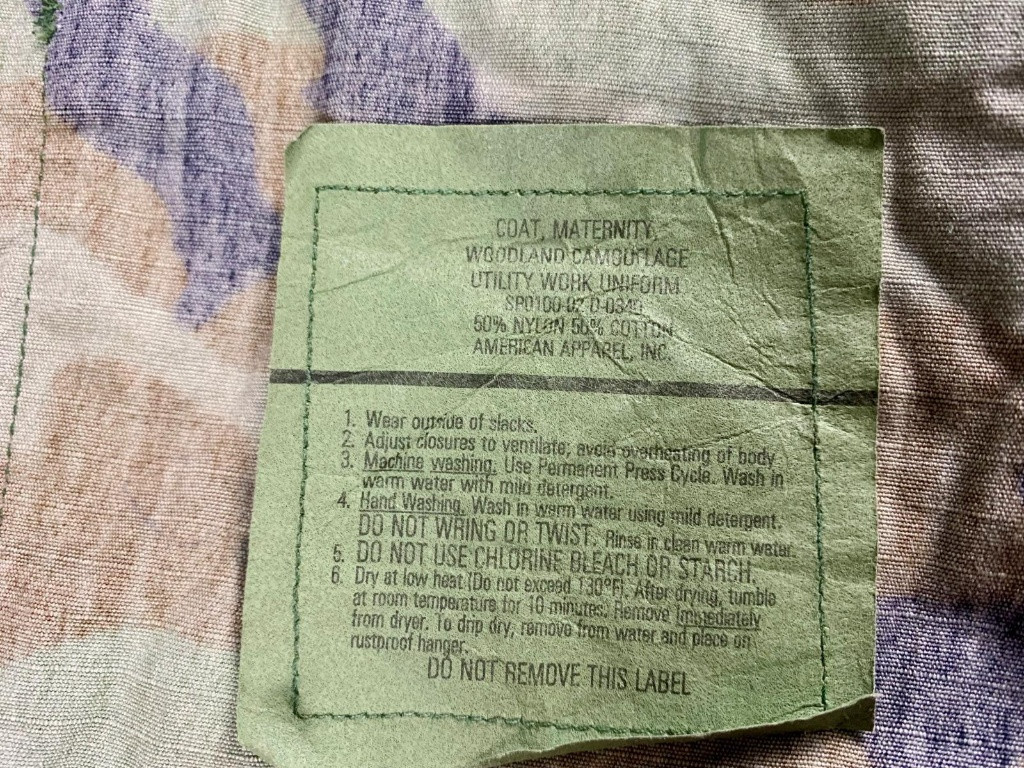 COAT, MATERNITY,
WOODLAND CAMOUFLAGE
UTILITY WORK UNIFORM
SP0100-02-D-0340
50% NYLON 50% COTTON
AMERICAN APPAREL, INC.
1. Wear outside of slacks.
2. Adjust closures to ventilate; avoid overheating of body
3. Machine washing. Use Permanent Press Cycle. Wash in
warm water with mild detergent.
4. Hand Washing. Wash in warm water using mild detergent.
DO NOT WRING OR TWIST. Rinse in clean warm water.
5. DO NOT USE CHLORINE BLEACH OR STARCH.
6. Dry at low heat (Do not exceed 130°F). After drying, tumble
at room temperature for 10 minutes. Remove immediately
from dryer. To drip dry, remove from water and place on
rustproof hanger.
DO NOT REMOVE THIS LABEL